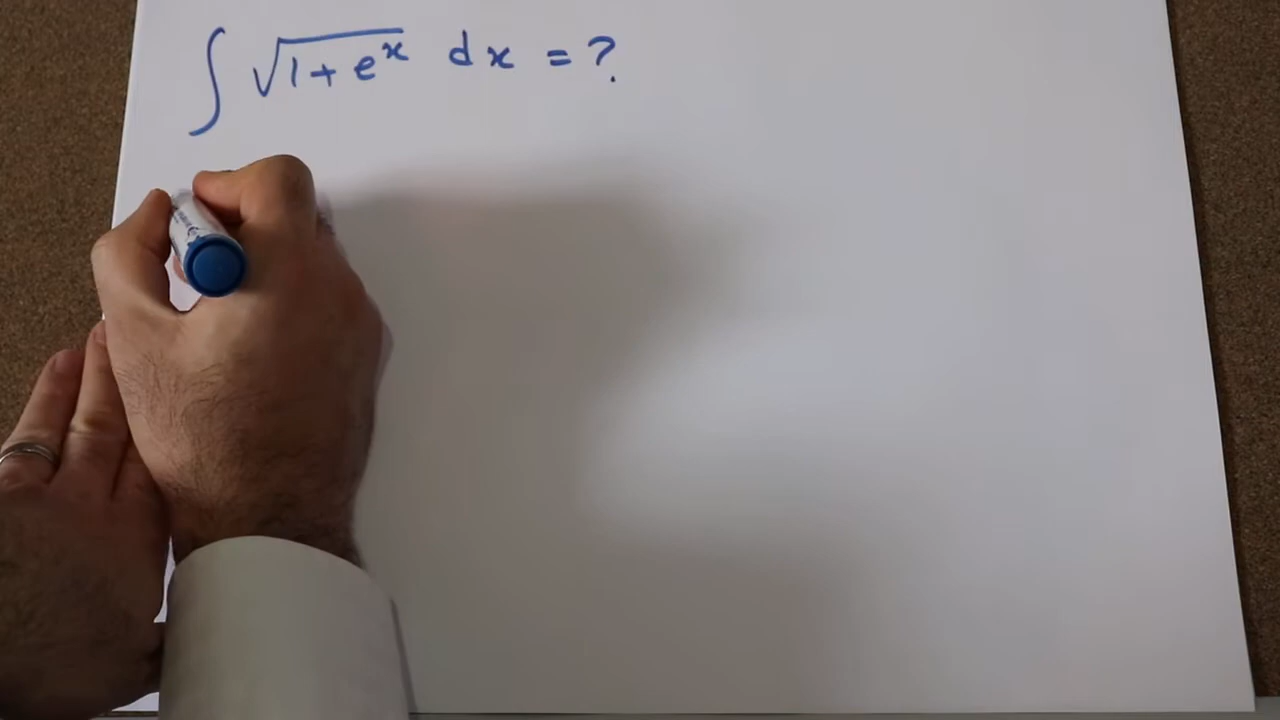 ∫ √(1 + e^x) dx = ?